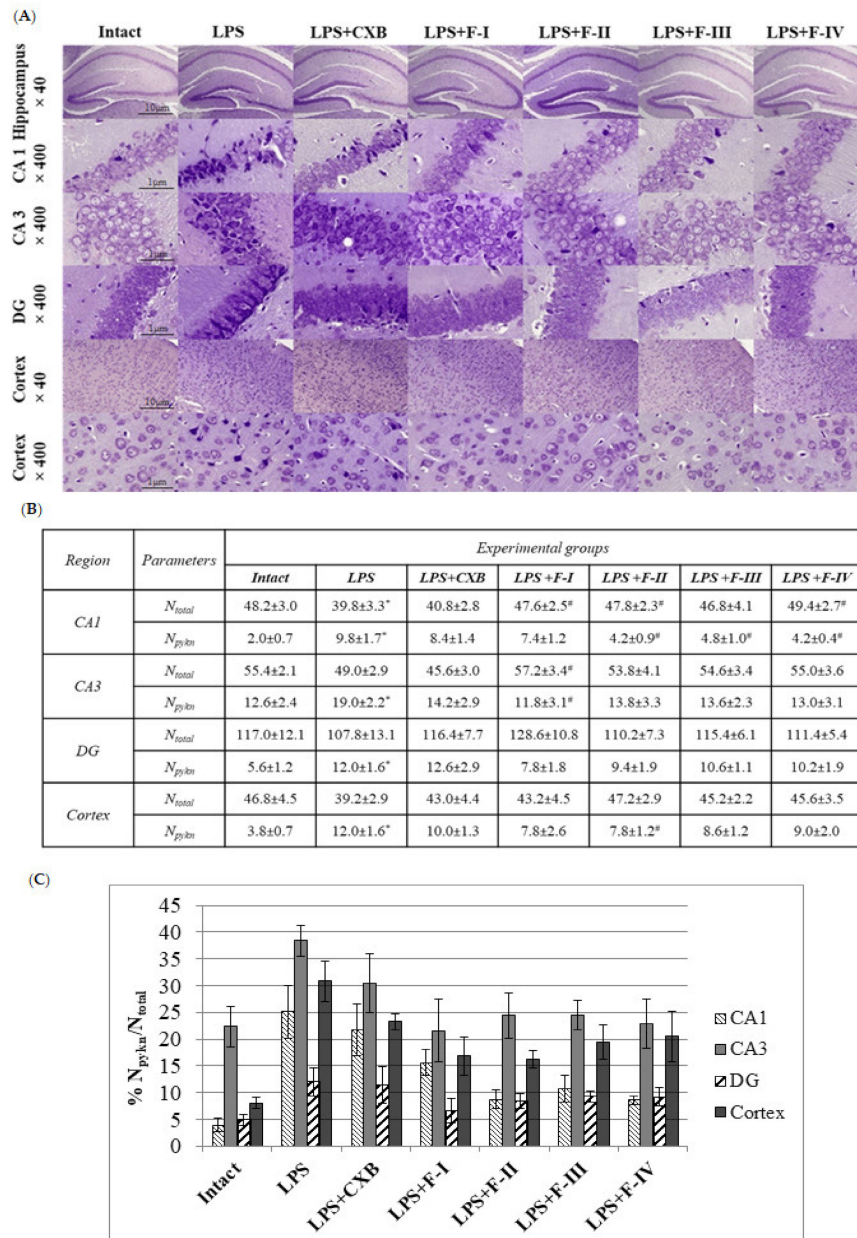 (A)
Intact LPS LPS+CXB LPS+F-I LPS+F-II LPS+F-III LPS+F-IV
Hippocampus × 40
10µm
CA 1 × 400
1µm
CA 3 × 400
1µm
DG × 400
1µm
Cortex × 40
10µm
Cortex × 400
1µm
(B)
Region Parameters Experimental groups
Intact LPS LPS+CXB LPS +F-I LPS +F-II LPS +F-III LPS +F-IV
CA1 N_total 48.2±3.0 39.8±3.3* 40.8±2.8 47.6±2.5# 47.8±2.3# 46.8±4.1 49.4±2.7#
N_pykn 2.0±0.7 9.8±1.7* 8.4±1.4 7.4±1.2 4.2±0.9# 4.8±1.0# 4.2±0.4#
CA3 N_total 55.4±2.1 49.0±2.9 45.6±3.0 57.2±3.4# 53.8±4.1 54.6±3.4 55.0±3.6
N_pykn 12.6±2.4 19.0±2.2* 14.2±2.9 11.8±3.1# 13.8±3.3 13.6±2.3 13.0±3.1
DG N_total 117.0±12.1 107.8±13.1 116.4±7.7 128.6±10.8 110.2±7.3 115.4±6.1 111.4±5.4
N_pykn 5.6±1.2 12.0±1.6* 12.6±2.9 7.8±1.8 9.4±1.9 10.6±1.1 10.2±1.9
Cortex N_total 46.8±4.5 39.2±2.9 43.0±4.4 43.2±4.5 47.2±2.9 45.2±2.2 45.6±3.5
N_pykn 3.8±0.7 12.0±1.6* 10.0±1.3 7.8±2.6 7.8±1.2# 8.6±1.2 9.0±2.0
(C)
% N_pykn/N_total
45
40
35
30
25
20
15
10
5
0
Intact LPS LPS+CXB LPS+F-I LPS+F-II LPS+F-III LPS+F-IV
CA1
CA3
DG
Cortex